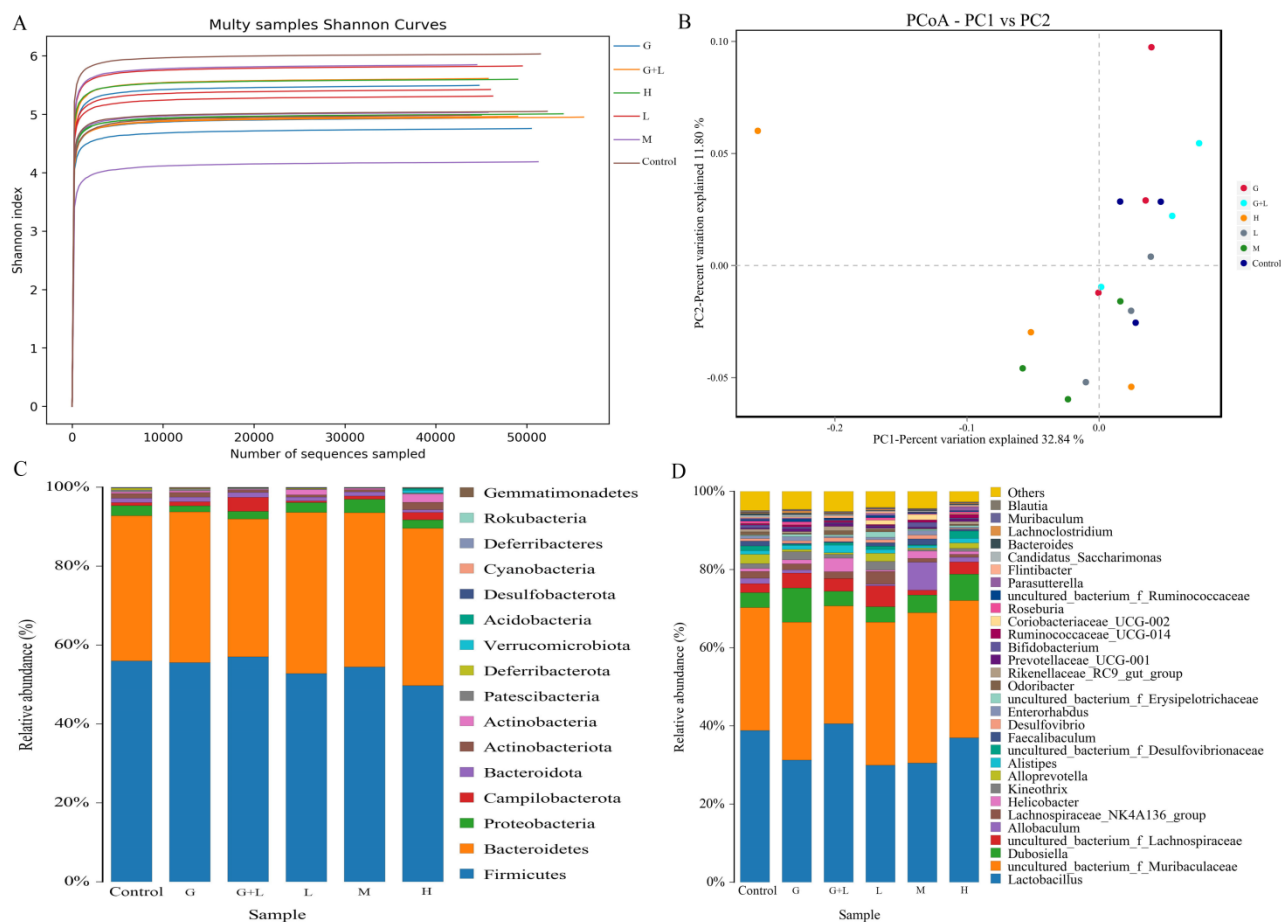 A
Multy samples Shannon Curves
Shannon index
6
5
4
3
2
1
0
0
10000
20000
30000
40000
50000
Number of sequences sampled
G
G+L
H
L
M
Control
B
PCoA - PC1 vs PC2
PC2-Percent variation explained 11.80 %
0.10
0.05
0.00
-0.05
-0.2
-0.1
0.0
PC1-Percent variation explained 32.84 %
G
G+L
H
L
M
Control
C
Relative abundance (%)
100%
80%
60%
40%
20%
0%
Control
G
G+L
L
M
H
Sample
Gemmatimonadetes
Rokubacteria
Deferribacteres
Cyanobacteria
Desulfobacterota
Acidobacteria
Verrucomicrobiota
Deferribacterota
Patescibacteria
Actinobacteria
Actinobacteriota
Bacteroidota
Campilobacterota
Proteobacteria
Bacteroidetes
Firmicutes
D
Relative abundance (%)
100%
80%
60%
40%
20%
0%
Control
G
G+L
L
M
H
Sample
Others
Blautia
Muribaculum
Lachnoclostridium
Bacteroides
Candidatus_Saccharimonas
Flintibacter
Parasutterella
uncultured_bacterium_f_Ruminococcaceae
Roseburia
Coriobacteriaceae_UCG-002
Ruminococcaceae_UCG-014
Bifidobacterium
Prevotellaceae_UCG-001
Rikenellaceae_RC9_gut_group
Odoribacter
uncultured_bacterium_f_Erysipelotrichaceae
Enterorhabdus
Desulfovibrio
Faecalibaculum
uncultured_bacterium_f_Desulfovibrionaceae
Alistipes
Alloprevotella
Kineothrix
Helicobacter
Lachnospiraceae_NK4A136_group
Allobaculum
uncultured_bacterium_f_Lachnospiraceae
Dubosiella
uncultured_bacterium_f_Muribaculaceae
Lactobacillus